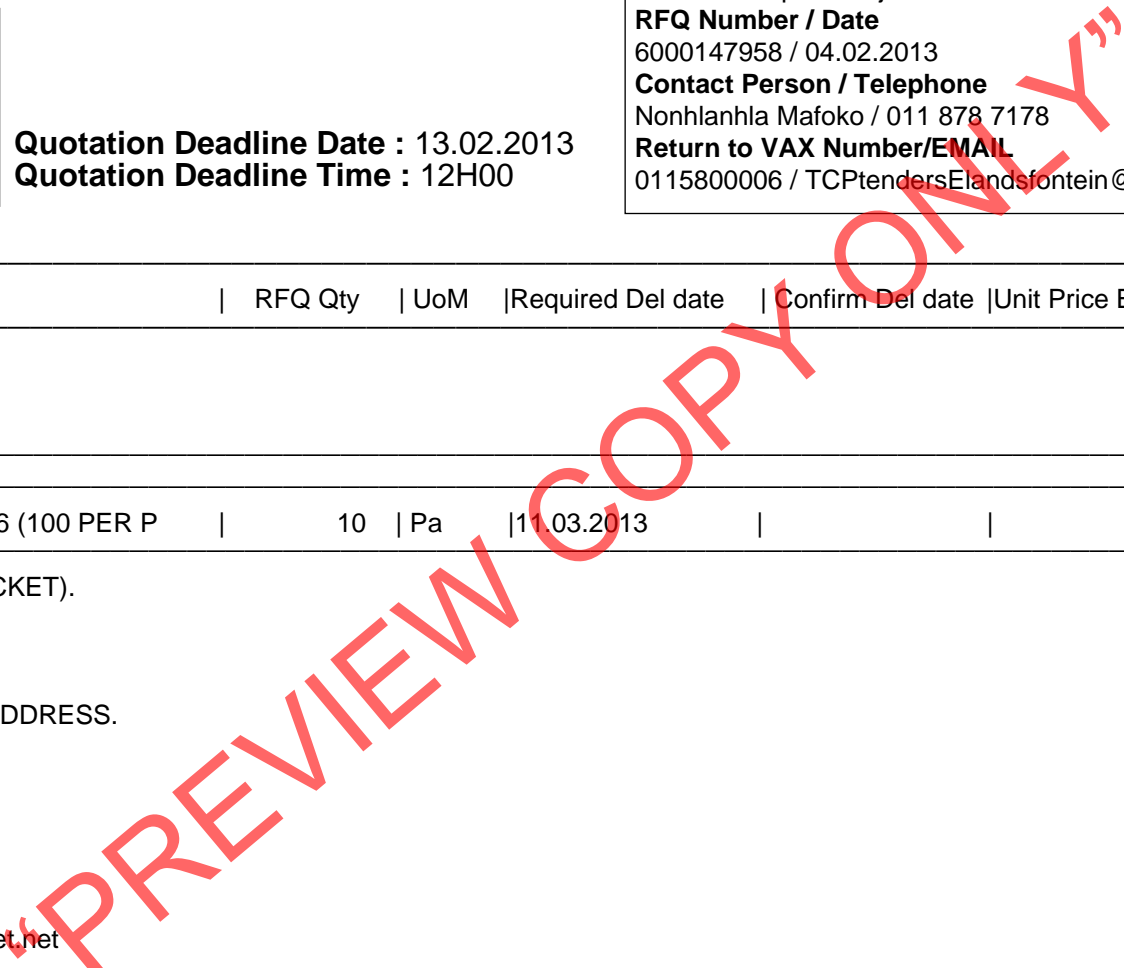 RFQ Number / Date
6000147958 / 04.02.2013
Contact Person / Telephone
Nonhlanhla Mafoko / 011 878 7178
Return to VAX Number/EMAIL
0115800006 / TCPtendersElandsfontein@
Quotation Deadline Date : 13.02.2013
Quotation Deadline Time : 12H00
| RFQ Qty | UoM |Required Del date | Confirm Del date |Unit Price E
6 (100 PER P | 10 | Pa |11.03.2013 | |
CKET).
DDRESS.
et.net
“PREVIEW COPY ONLY”